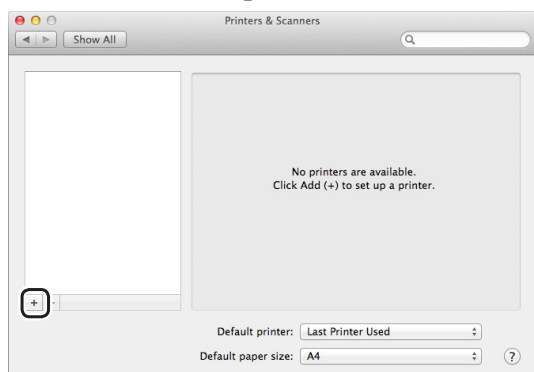 Printers & Scanners
Show All
No printers are available.
Click Add (+) to set up a printer.
+ -
Default printer: Last Printer Used
Default paper size: A4 ?